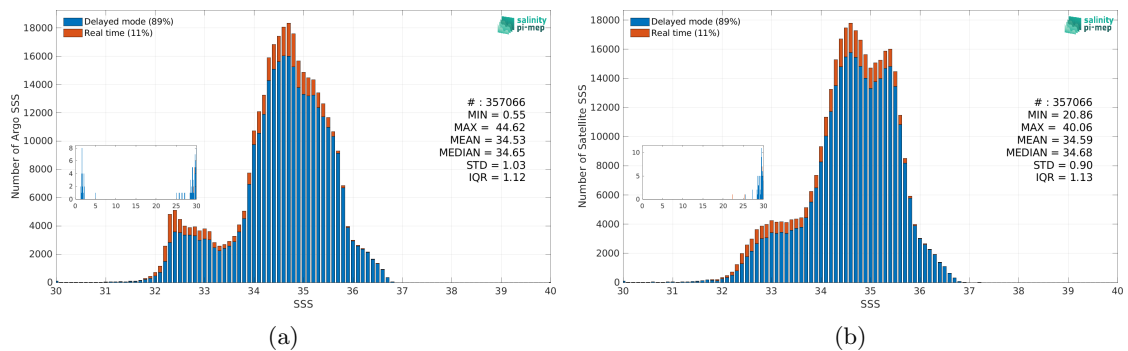 Delayed mode (89%)
Real time (11%)
salinity
pi-mep
Number of Argo SSS
18000
16000
14000
12000
10000
8000
6000
4000
2000
0
# : 357066
MIN = 0.55
MAX = 44.62
MEAN = 34.53
MEDIAN = 34.65
STD = 1.03
IQR = 1.12
8
6
4
2
0
0 5 10 15 20 25 30
30 31 32 33 34 35 36 37 38 39 40
SSS
(a)
Delayed mode (89%)
Real time (11%)
salinity
pi-mep
Number of Satellite SSS
18000
16000
14000
12000
10000
8000
6000
4000
2000
0
# : 357066
MIN = 20.86
MAX = 40.06
MEAN = 34.59
MEDIAN = 34.68
STD = 0.90
IQR = 1.13
10
5
0
0 5 10 15 20 25 30
30 31 32 33 34 35 36 37 38 39 40
SSS
(b)